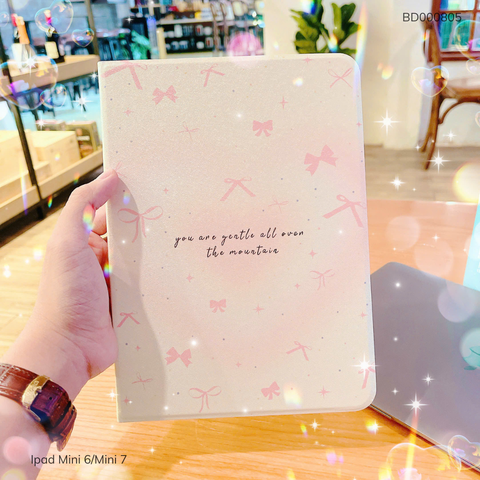 BD000805
you are gentle all over
the mountain
Ipad Mini 6/Mini 7